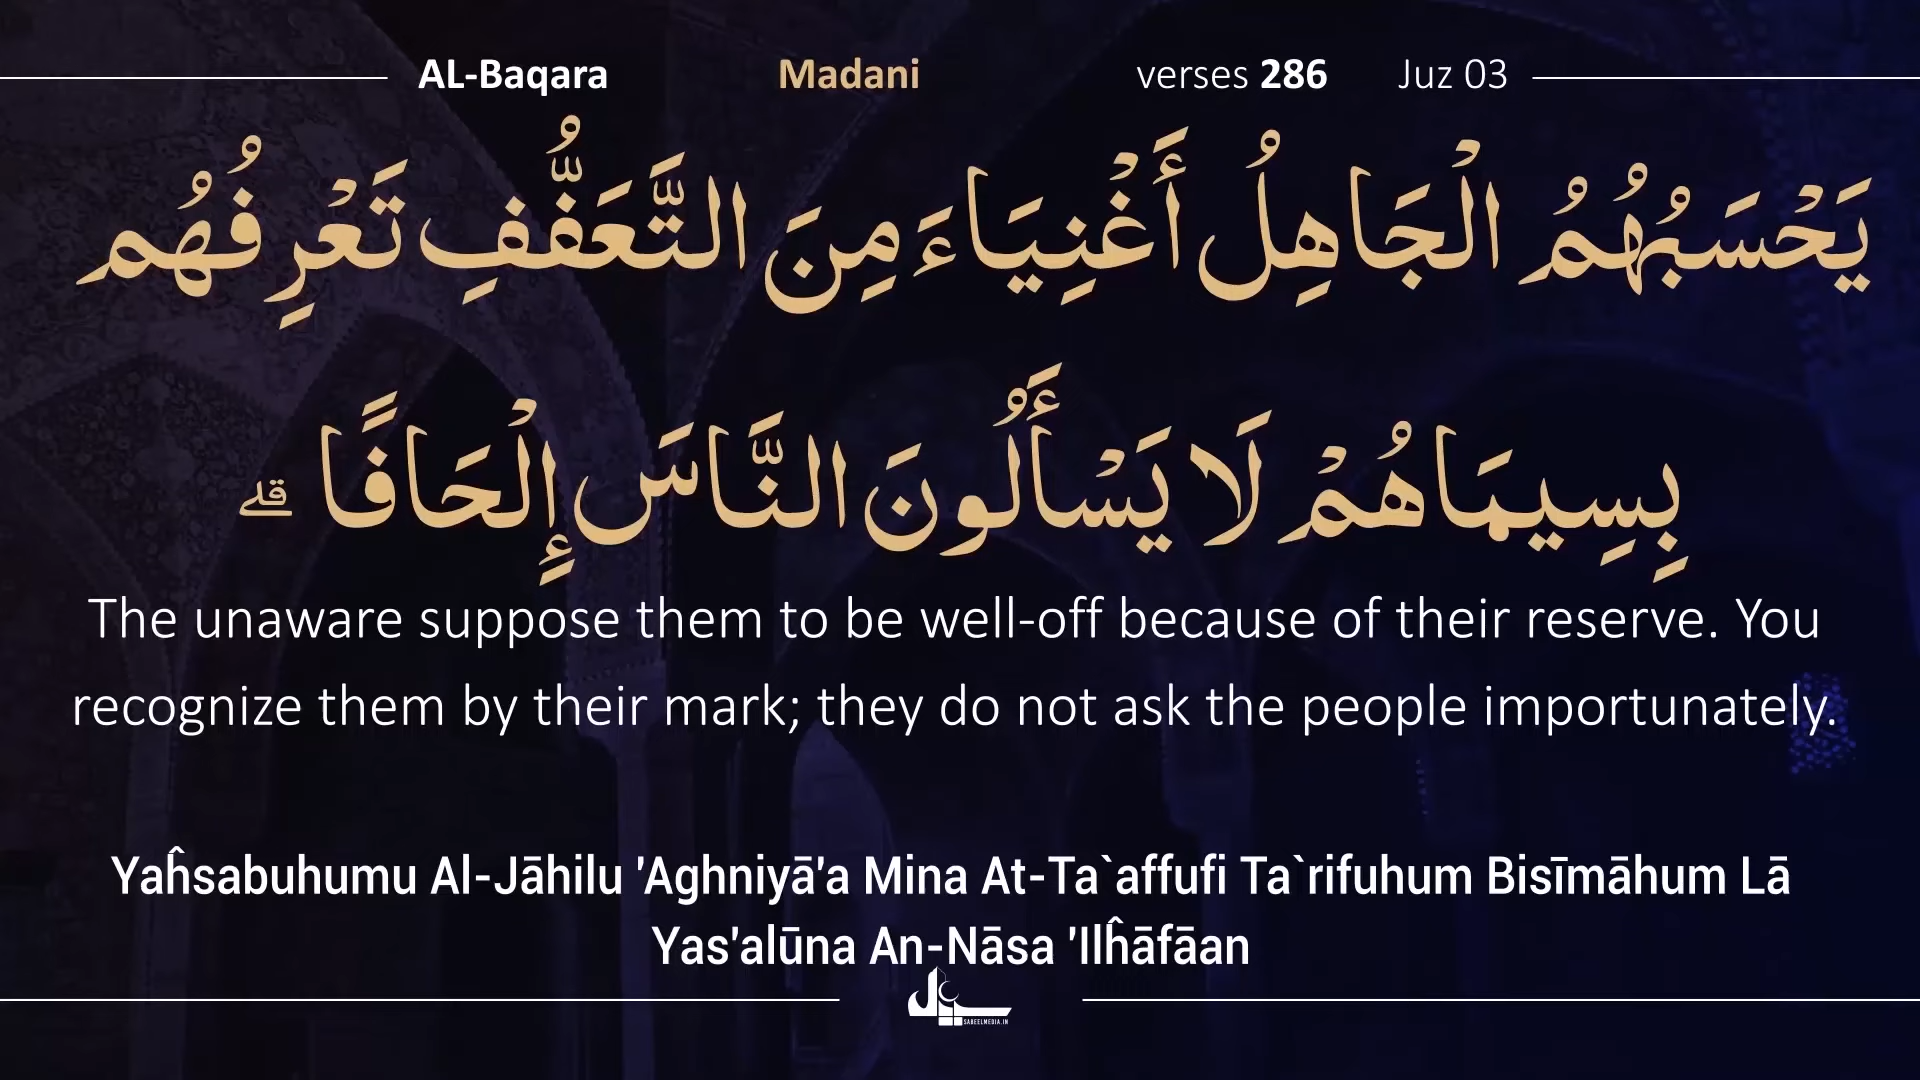 AL-Baqara Madani verses 286 Juz 03
يَحْسَبُهُمُ الْجَاهِلُ أَغْنِيَاءَ مِنَ التَّعَفُّفِ تَعْرِفُهُم
بِسِيمَاهُمْ لَا يَسْأَلُونَ النَّاسَ إِلْحَافًا ۗ
The unaware suppose them to be well-off because of their reserve. You
recognize them by their mark; they do not ask the people importunately.
Yaĥsabuhumu Al-Jāhilu 'Aghniyā'a Mina At-Ta`affufi Ta`rifuhum Bisīmāhum Lā
Yas'alūna An-Nāsa 'Ilĥāfāan
SABEELMEDIA.IN